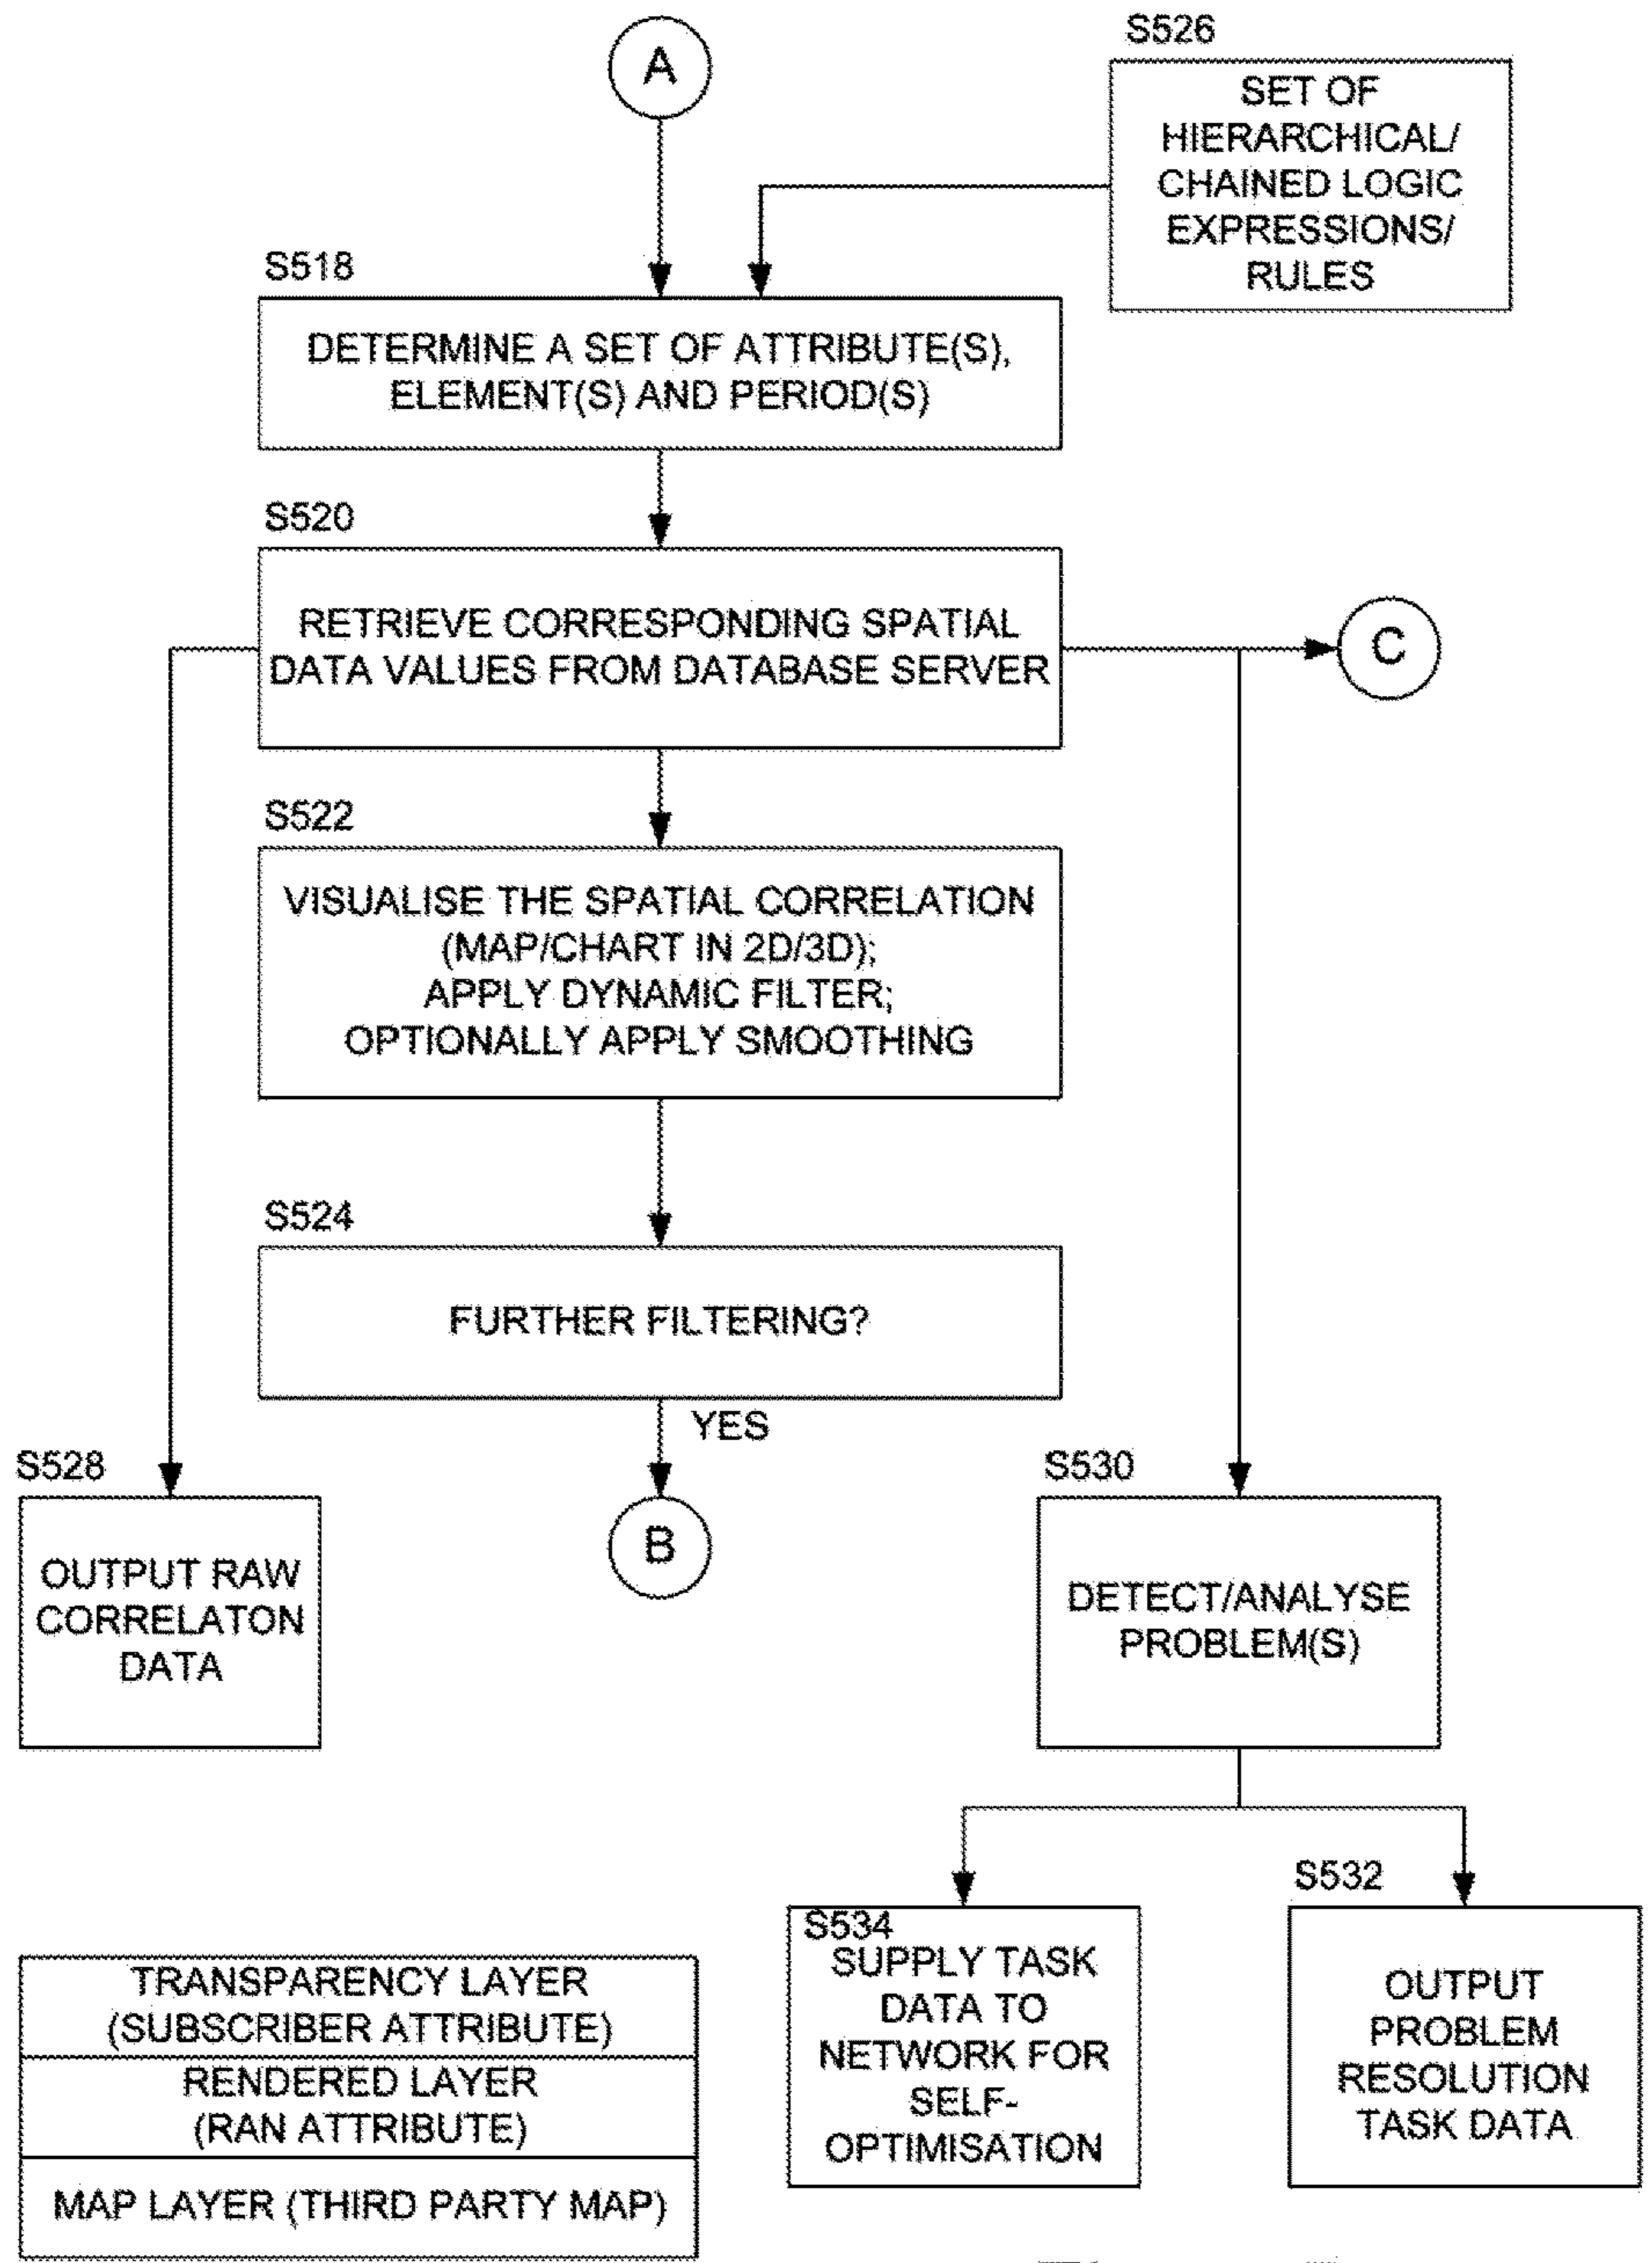 A
S526
SET OF
HIERARCHICAL/
CHAINED LOGIC
EXPRESSIONS/
RULES
S518
DETERMINE A SET OF ATTRIBUTE(S),
ELEMENT(S) AND PERIOD(S)
S520
RETRIEVE CORRESPONDING SPATIAL
DATA VALUES FROM DATABASE SERVER
C
S522
VISUALISE THE SPATIAL CORRELATION
(MAP/CHART IN 2D/3D);
APPLY DYNAMIC FILTER;
OPTIONALLY APPLY SMOOTHING
S524
FURTHER FILTERING?
YES
B
S528
OUTPUT RAW
CORRELATON
DATA
S530
DETECT/ANALYSE
PROBLEM(S)
S534
SUPPLY TASK
DATA TO
NETWORK FOR
SELF-
OPTIMISATION
S532
OUTPUT
PROBLEM
RESOLUTION
TASK DATA
TRANSPARENCY LAYER
(SUBSCRIBER ATTRIBUTE)
RENDERED LAYER
(RAN ATTRIBUTE)
MAP LAYER (THIRD PARTY MAP)